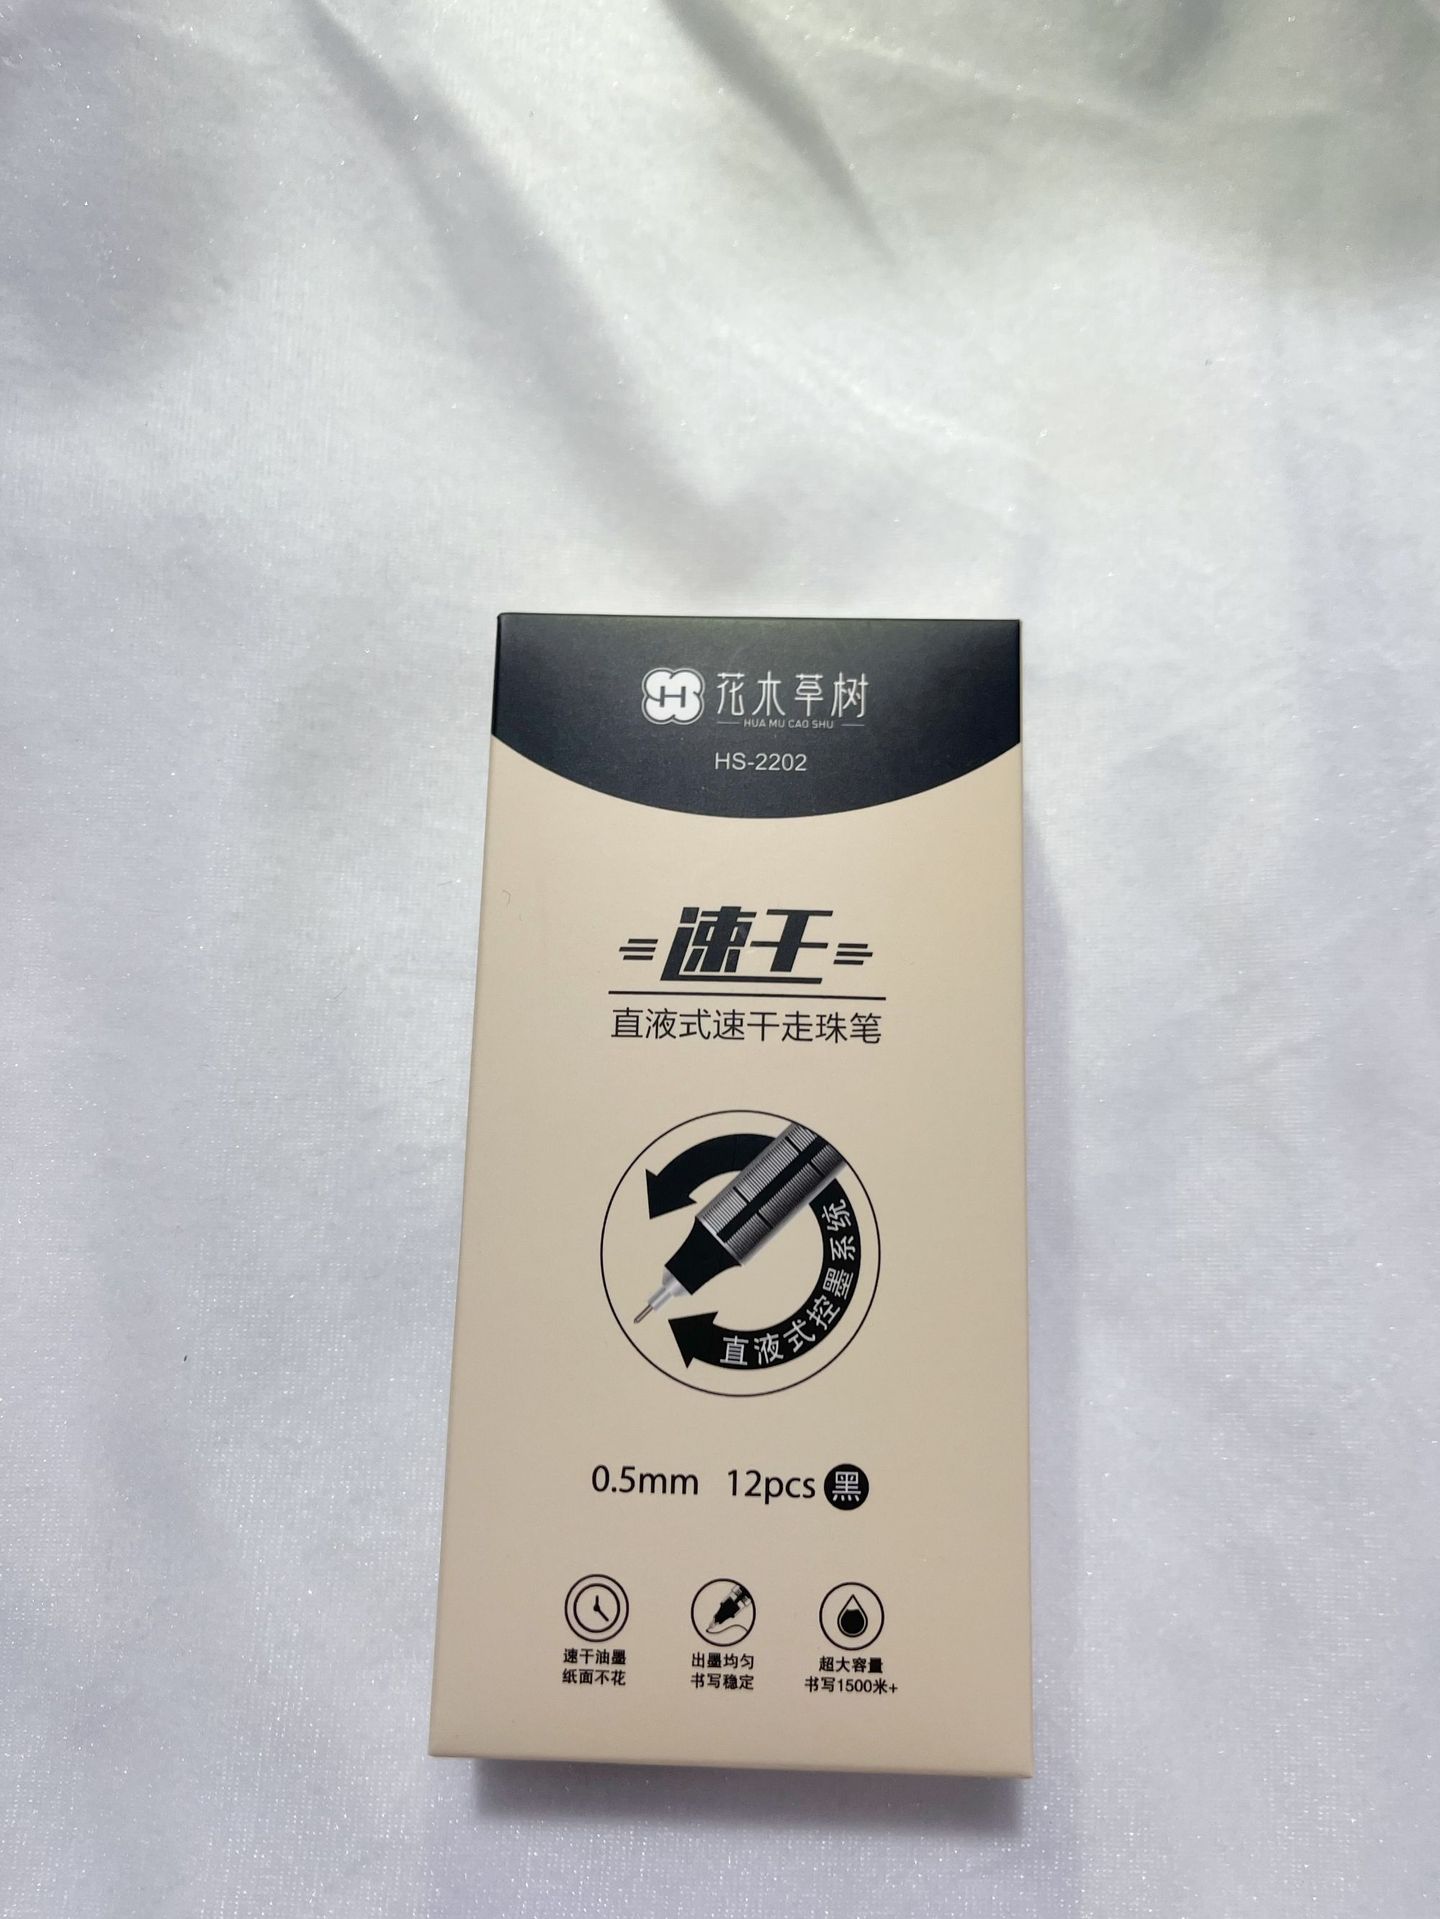 花木草树
HUA MU CAO SHU
HS-2202
速干
直液式速干走珠笔
直液式控墨系统
0.5mm 12pcs 黑
速干油墨
纸面不花
出墨均匀
书写稳定
超大容量
书写1500米+